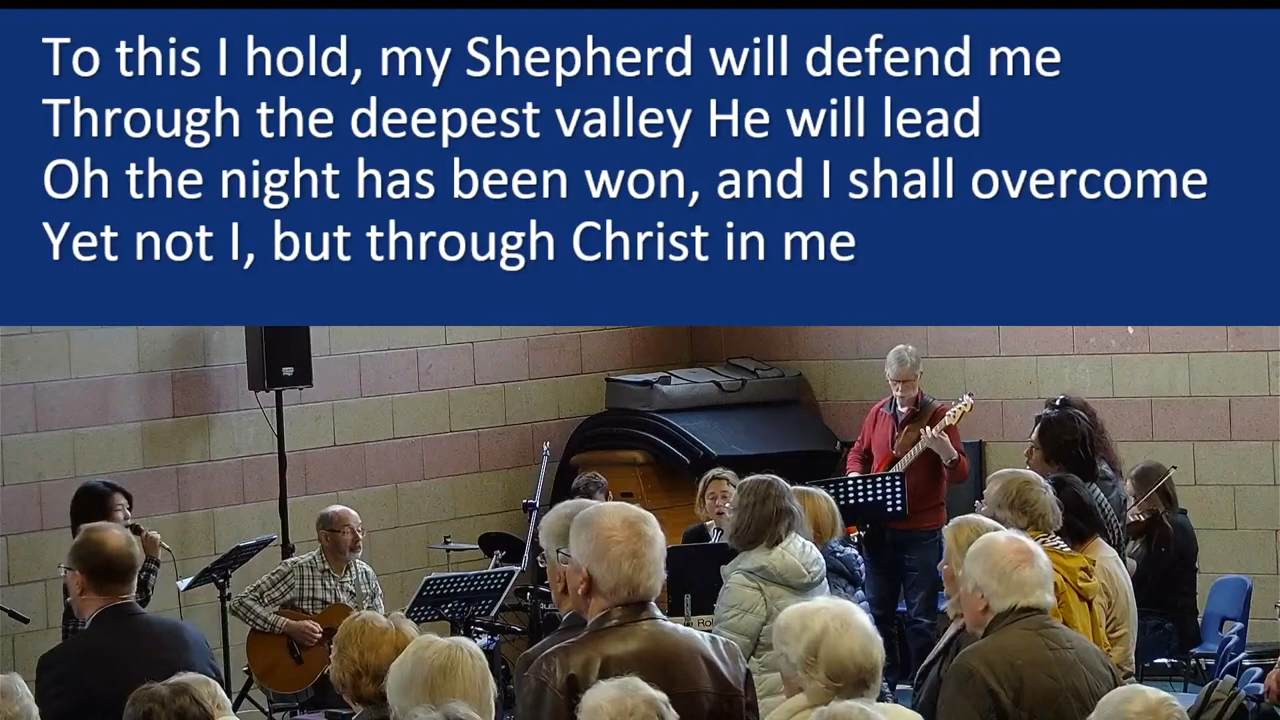 To this I hold, my Shepherd will defend me
Through the deepest valley He will lead
Oh the night has been won, and I shall overcome
Yet not I, but through Christ in me
Rol